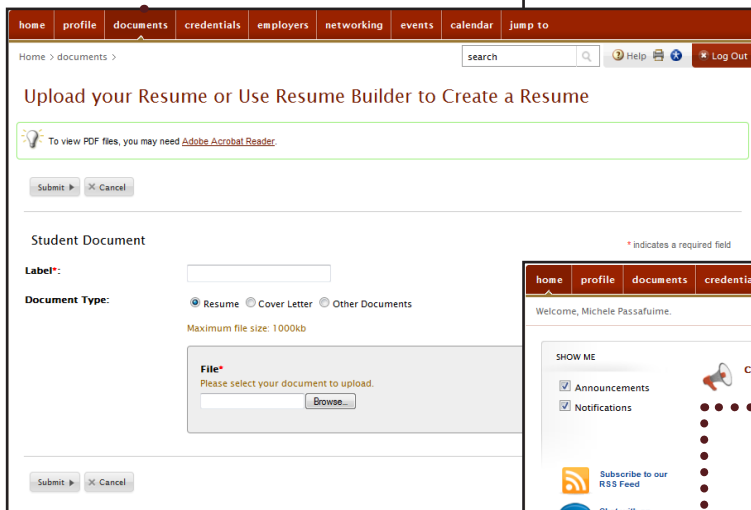 home profile documents credentials employers networking events calendar jump to
Home > documents >
search
Help
Log Out
Upload your Resume or Use Resume Builder to Create a Resume
To view PDF files, you may need Adobe Acrobat Reader.
Submit Cancel
Student Document
* indicates a required field
Label*:
Document Type:
Resume Cover Letter Other Documents
Maximum file size: 1000kb
File*
Please select your document to upload.
Browse...
Submit Cancel
home profile documents
Welcome, Michele Passafuime.
SHOW ME
Announcements
Notifications
Subscribe to our
RSS Feed